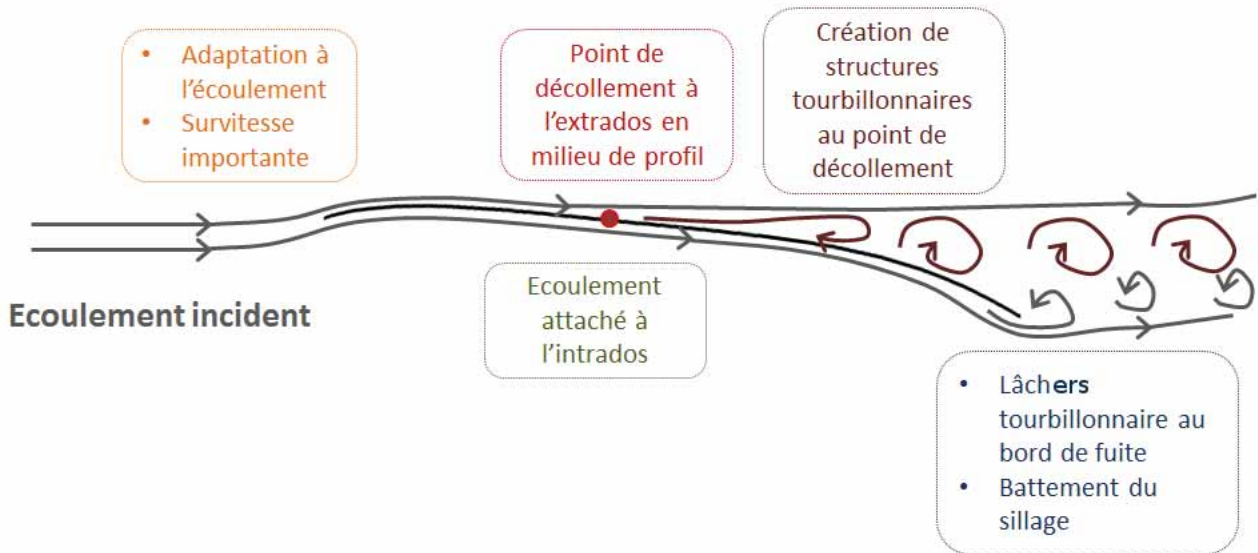 • Adaptation à
l'écoulement
• Survitesse
importante
Point de
décollement à
l'extrados en
milieu de profil
Création de
structures
tourbillonnaires
au point de
décollement
Ecoulement incident
Ecoulement
attaché à
l'intrados
• Lâchers
tourbillonnaire au
bord de fuite
• Battement du
sillage